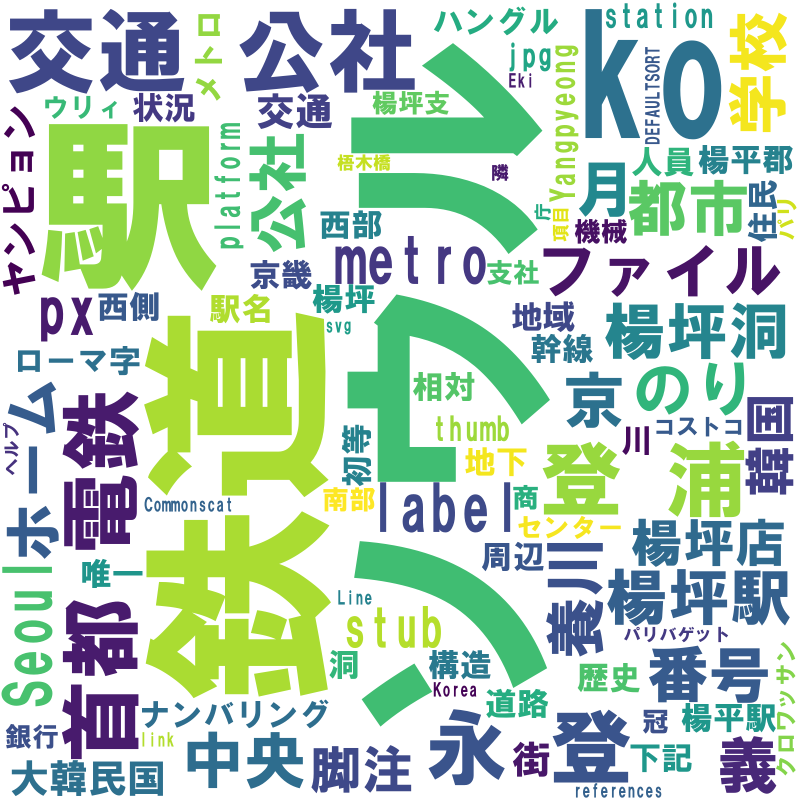 交通
公社
メトロ
ハングル
station
ko
学校
jpg
Eki
DEFAULTSORT
ウリィ
状況
交通
楊坪支
駅
platform
公社
梧木橋
隣
Yangpyeong
人員
楊平郡
ヤンピョン
ソウル
月
都市
住民
パリ
庁
項目
機械
西部
metro
支社
ファイル
京畿
px
西側
駅名
楊坪
svg
地域
幹線
楊坪洞
ローマ字
鉄道
相対
京
のり
ホーム
電鉄
thumb
コストコ
韓国
ヘルプ
初等
地下
川
登
浦
南部
label
商
センター
Commonscat
唯一
周辺
養川
楊坪店
Seoul
首都
Line
stub
楊坪駅
パリバゲット
洞
構造
Korea
歴史
番号
クロワッサン
道路
ナンバリング
冠
楊平駅
銀行
link
中央
脚注
永
街
登
下記
義
大韓民国
references